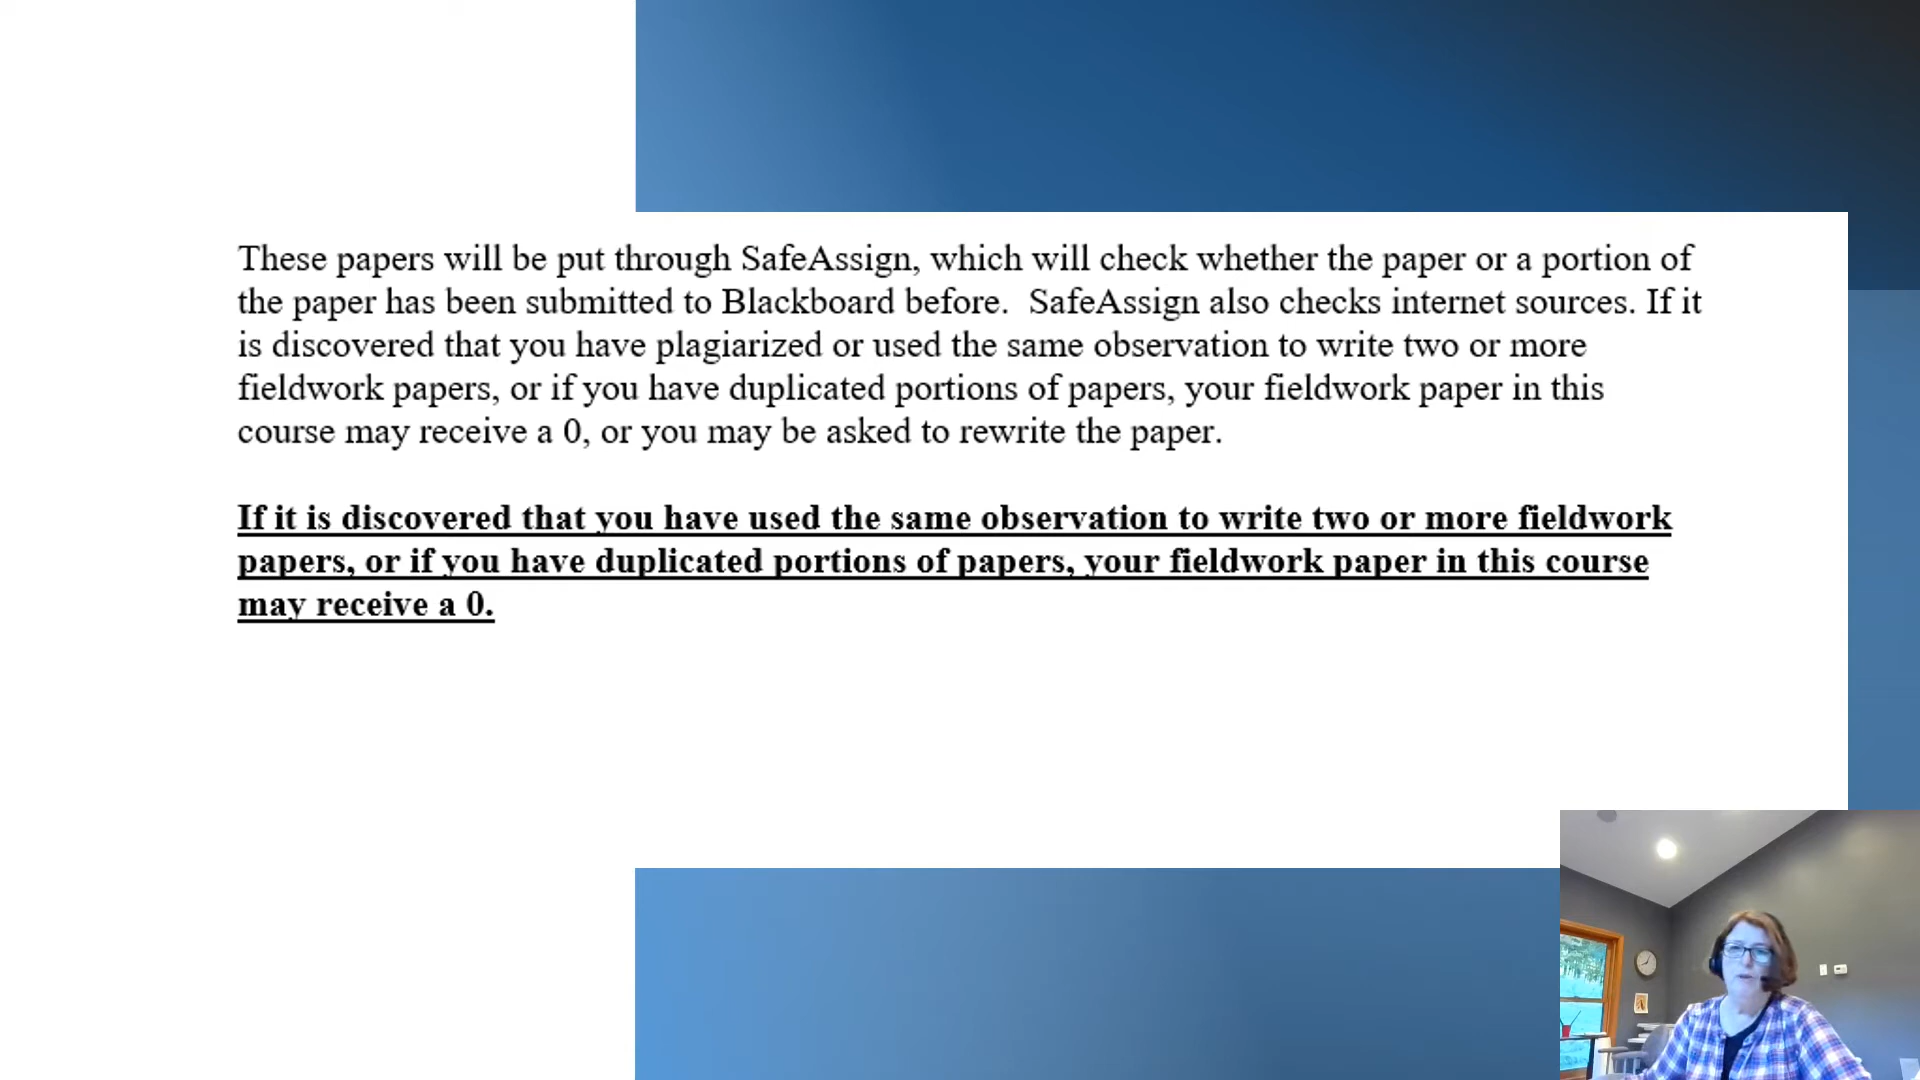 These papers will be put through SafeAssign, which will check whether the paper or a portion of
the paper has been submitted to Blackboard before.  SafeAssign also checks internet sources. If it
is discovered that you have plagiarized or used the same observation to write two or more
fieldwork papers, or if you have duplicated portions of papers, your fieldwork paper in this
course may receive a 0, or you may be asked to rewrite the paper.
If it is discovered that you have used the same observation to write two or more fieldwork
papers, or if you have duplicated portions of papers, your fieldwork paper in this course
may receive a 0.